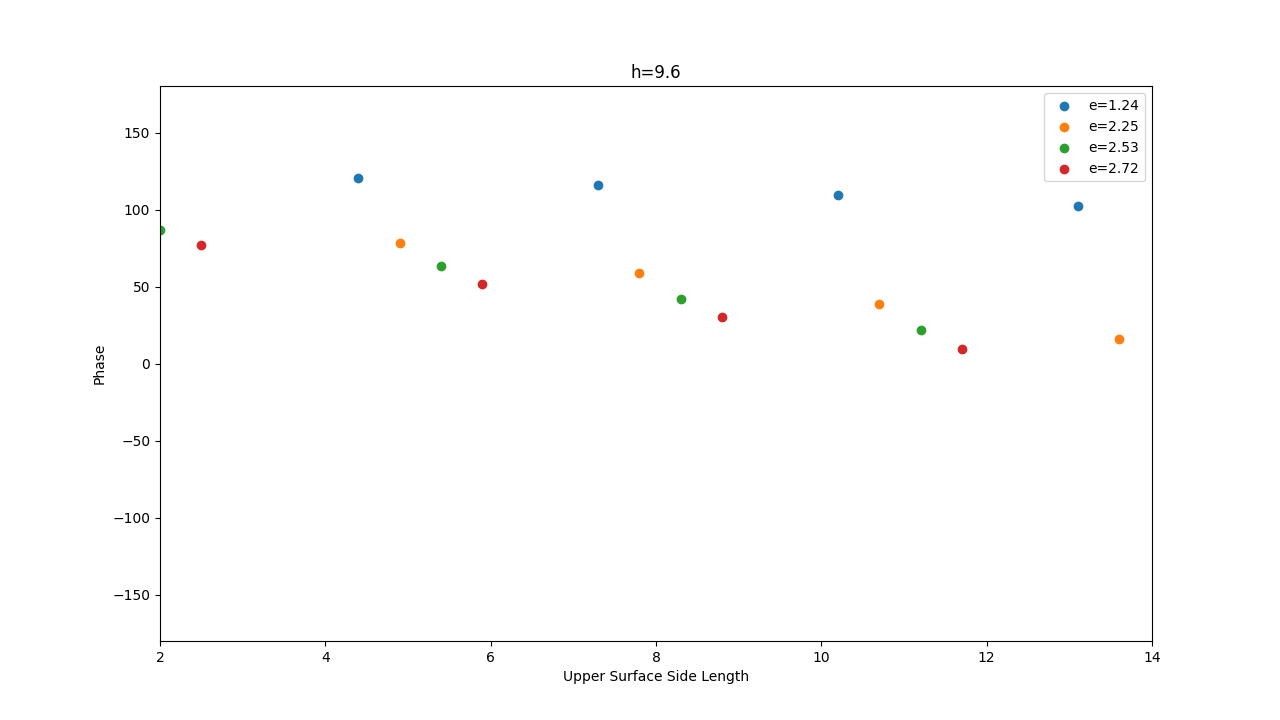 h=9.6
e=1.24
e=2.25
e=2.53
e=2.72
150
100
50
0
−50
−100
−150
Phase
2 4 6 8 10 12 14
Upper Surface Side Length